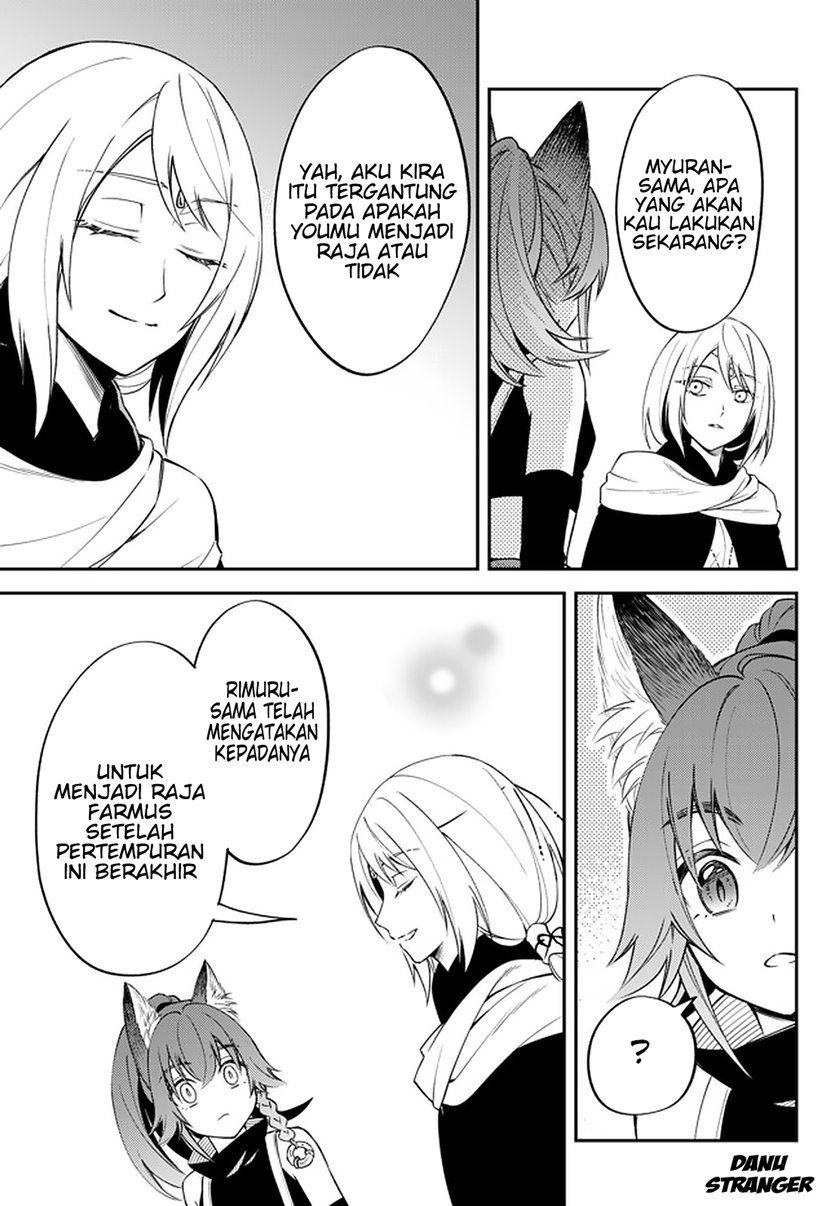 MYURAN-
SAMA, APA
YANG AKAN
KAU LAKUKAN
SEKARANG?
YAH, AKU KIRA
ITU TERGANTUNG
PADA APAKAH
YOUMU MENJADI
RAJA ATAU
TIDAK
?
RIMURU-
SAMA TELAH
MENGATAKAN
KEPADANYA
UNTUK
MENJADI RAJA
FARMUS
SETELAH
PERTEMPURAN
INI BERAKHIR
DANU
STRANGER